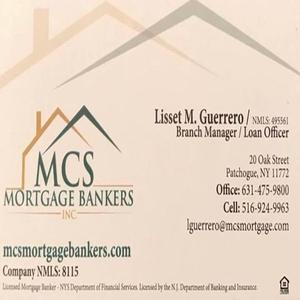 MCS
MORTGAGE BANKERS
INC
mcsmortgagebankers.com
Company NMLS: 8115
Licensed Mortgage Banker - NYS Department of Financial Services. Licensed by the N.J. Department of Banking and Insurance.
Lisset M. Guerrero / NMLS: 495561
Branch Manager / Loan Officer
20 Oak Street
Patchogue, NY 11772
Office: 631-475-9800
Cell: 516-924-9963
lguerrero@mcsmortgage.com